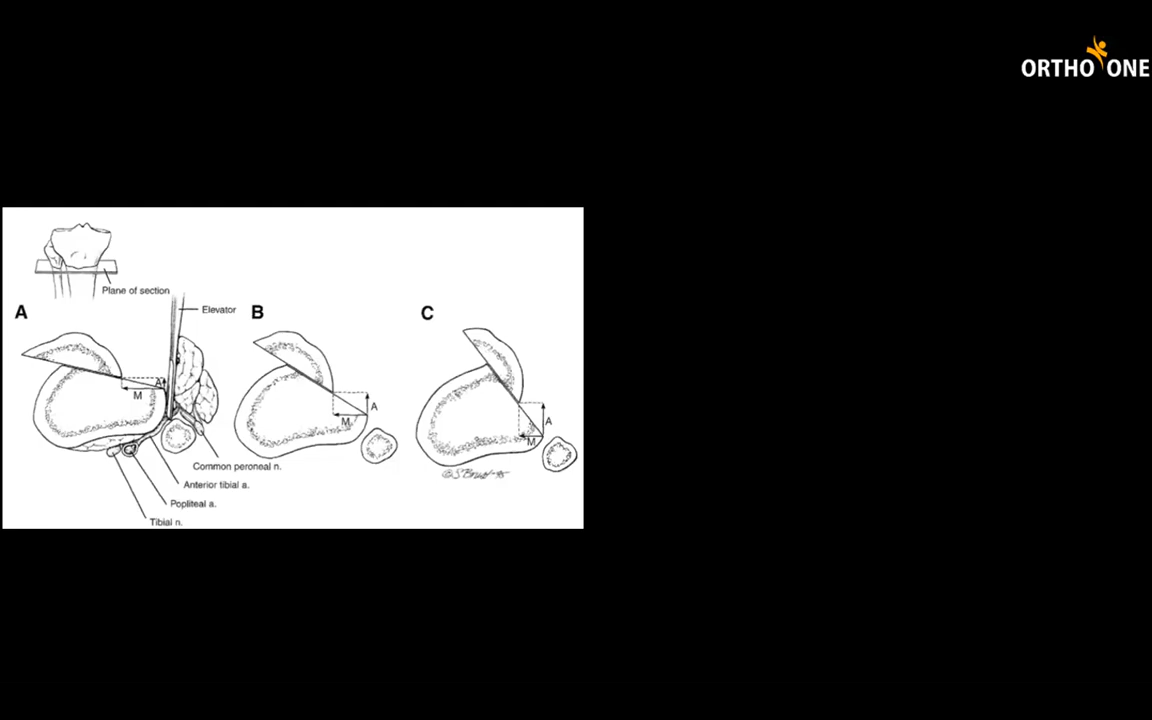 ORTHO ONE
Plane of section
A
Elevator
B
C
A
M
A
M
A
M
Common peroneal n.
Anterior tibial a.
Popliteal a.
Tibial n.